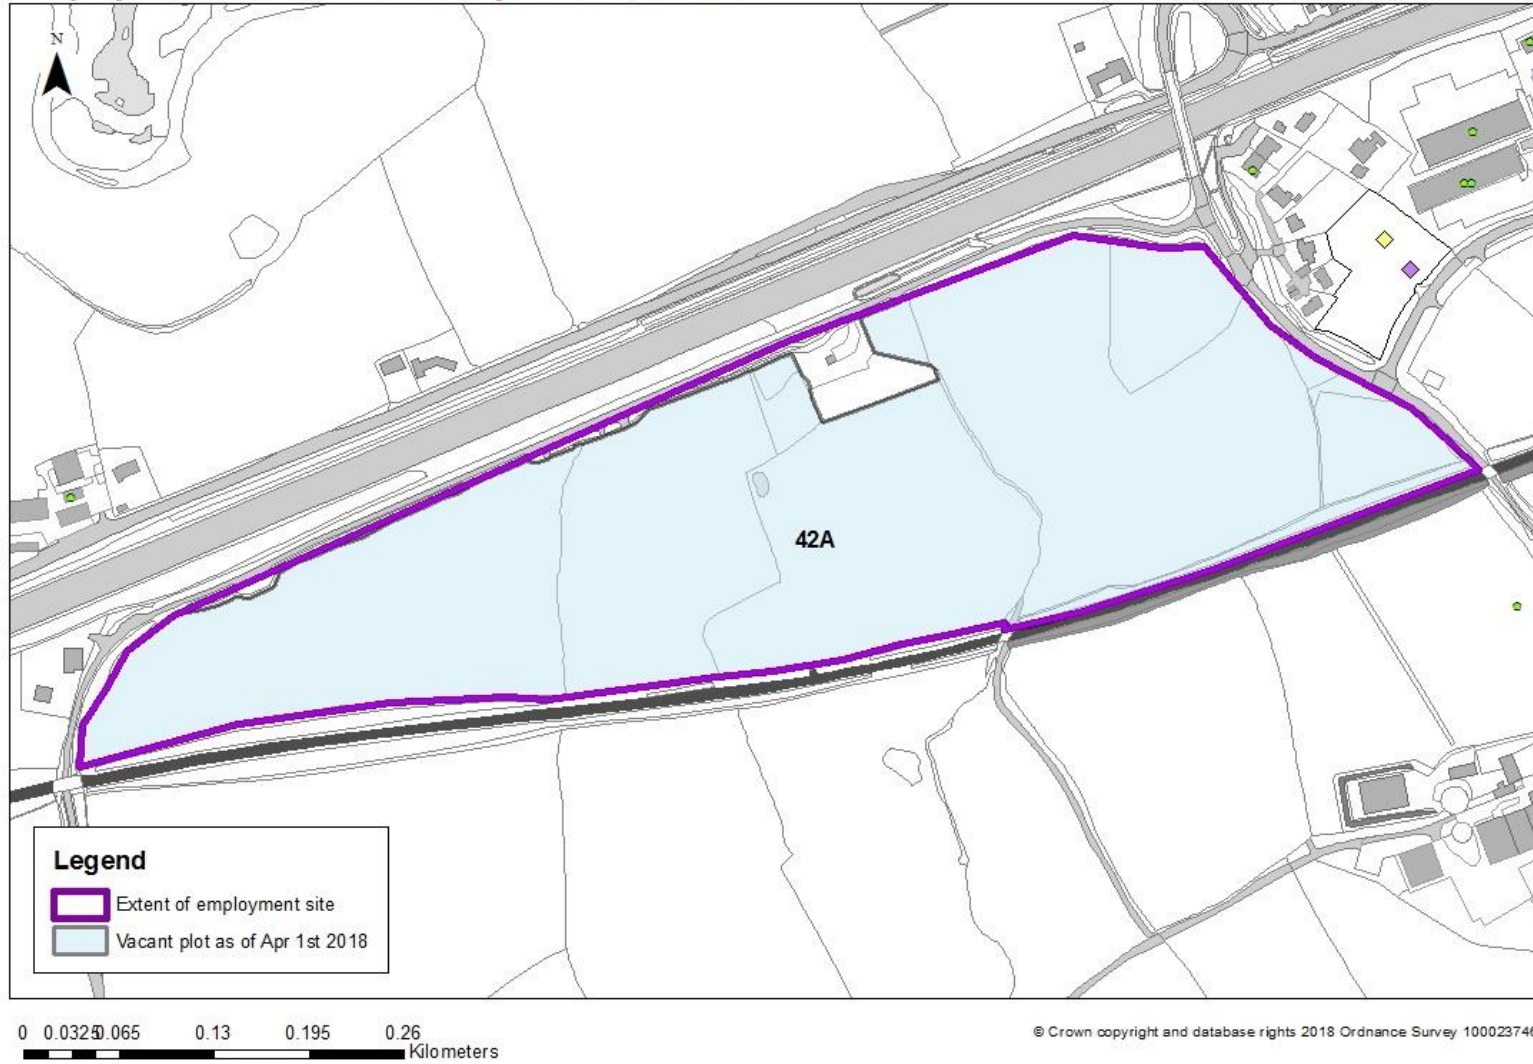 N
42A
Legend
Extent of employment site
Vacant plot as of Apr 1st 2018
0 0.0325 0.065 0.13 0.195 0.26
Kilometers
© Crown copyright and database rights 2018 Ordnance Survey 100023746